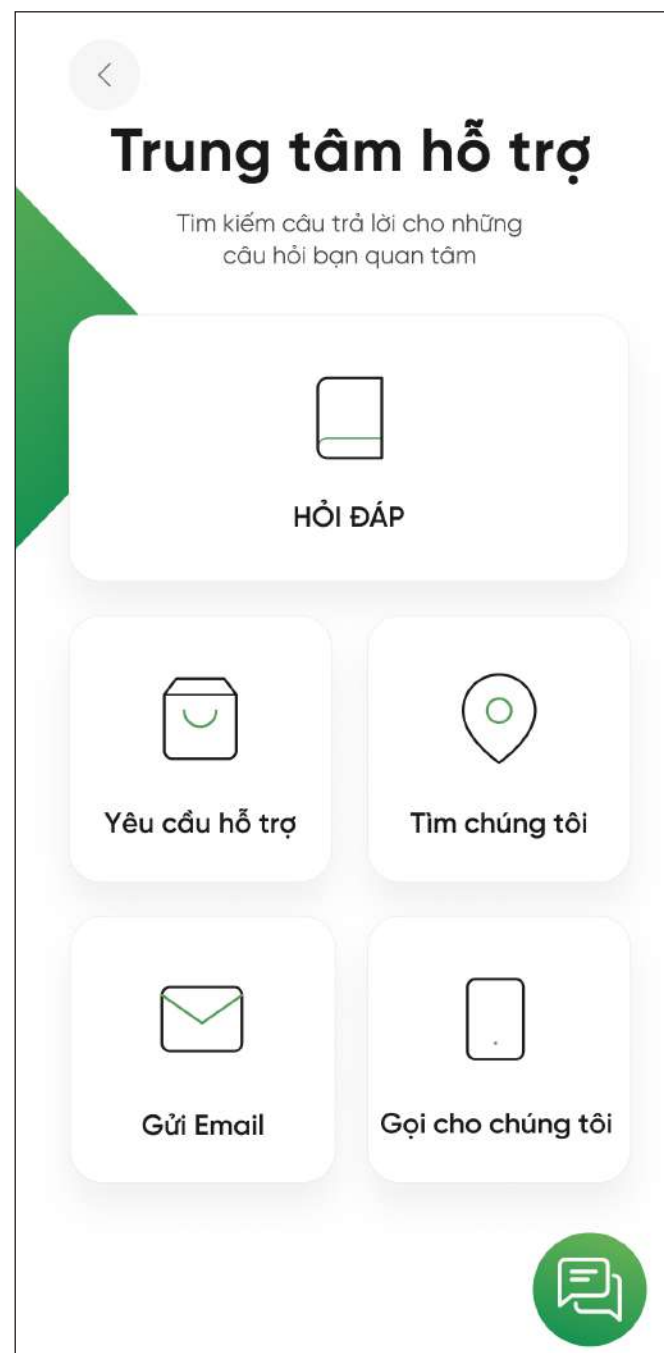 Trung tâm hỗ trợ
Tìm kiếm câu trả lời cho những
câu hỏi bạn quan tâm
HỎI ĐÁP
Yêu cầu hỗ trợ
Tìm chúng tôi
Gửi Email
Gọi cho chúng tôi